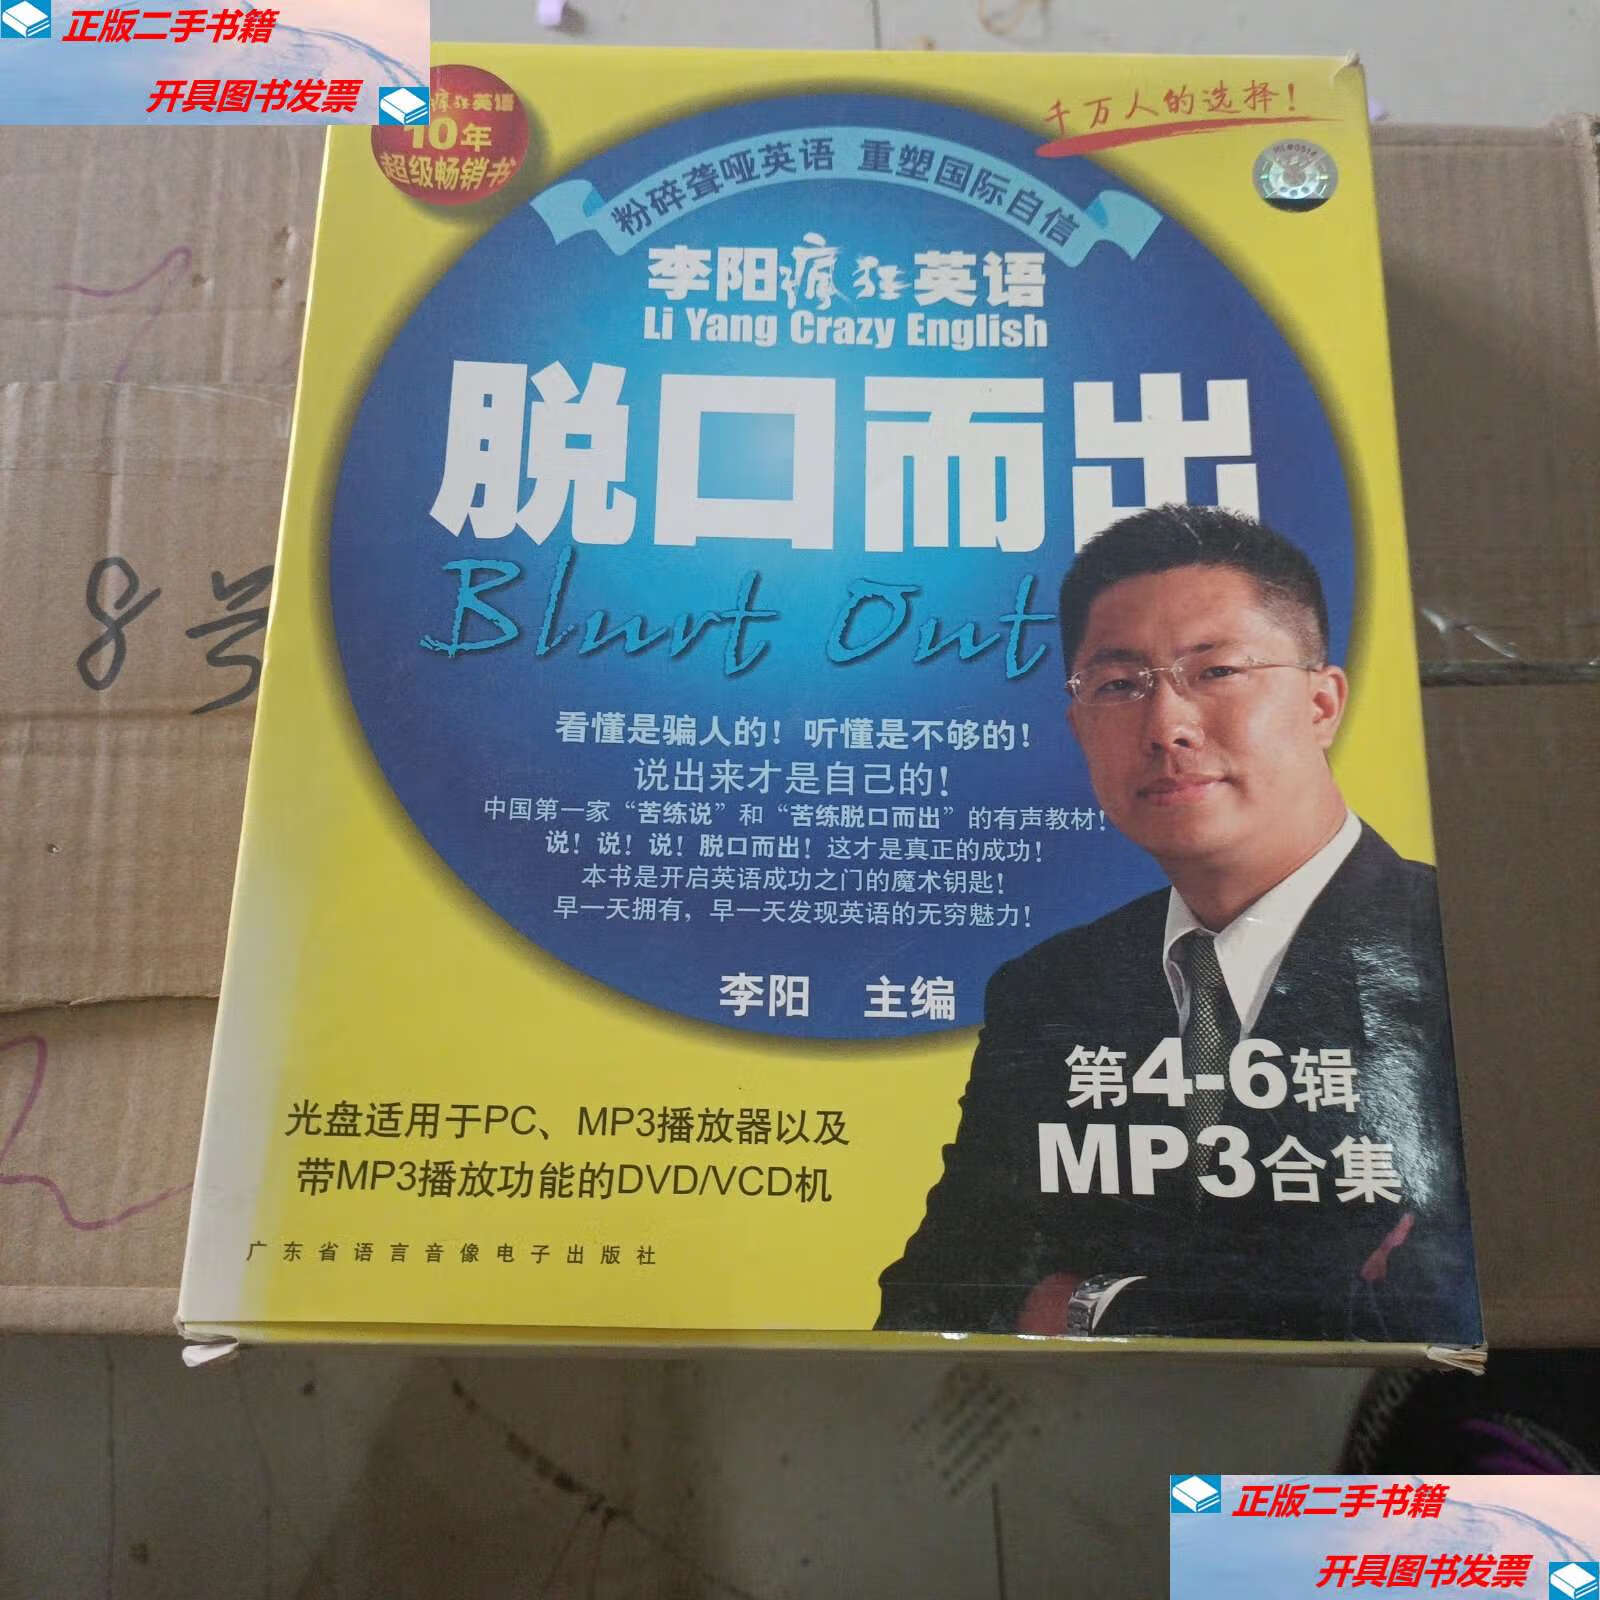 正版二手书籍
开具图书发票
疯狂英语
10年
超级畅销书
千万人的选择!
粉碎聋哑英语 重塑国际自信
李阳疯狂英语
Li Yang Crazy English
脱口而出
Blurt Out
看懂是骗人的! 听懂是不够的!
说出来才是自己的!
中国第一家“苦练说”和“苦练脱口而出”的有声教材!
说! 说! 说! 脱口而出! 这才是真正的成功!
本书是开启英语成功之门的魔术钥匙!
早一天拥有, 早一天发现英语的无穷魅力!
李阳 主编
第4-6辑
MP3合集
光盘适用于PC、MP3播放器以及
带MP3播放功能的DVD/VCD机
广东省语言音像电子出版社
8号
正版二手书籍
开具图书发票